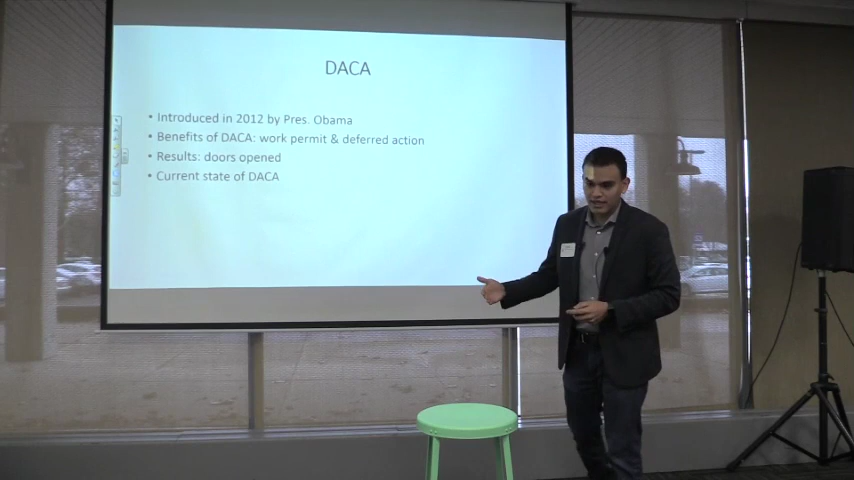 DACA
• Introduced in 2012 by Pres. Obama
• Benefits of DACA: work permit & deferred action
• Results: doors opened
• Current state of DACA